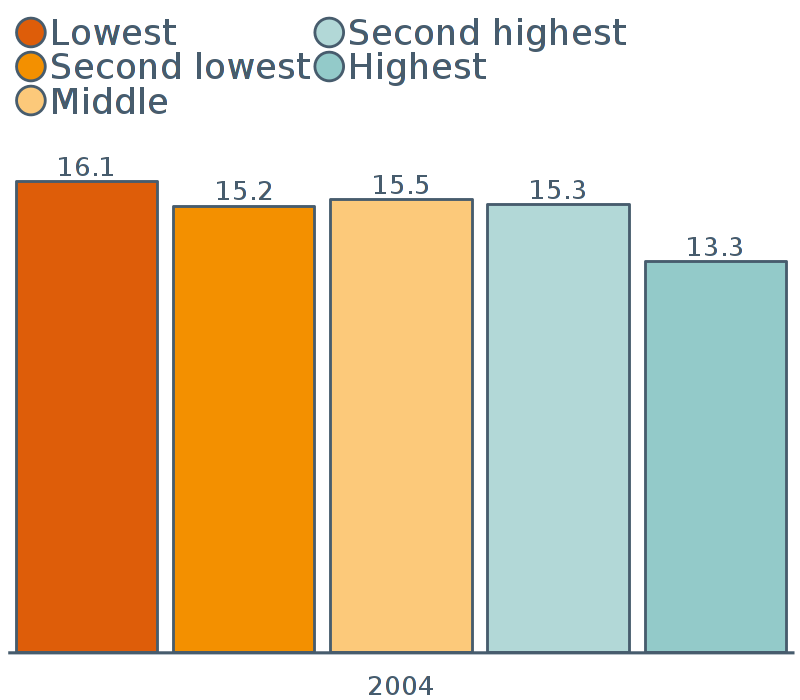 Lowest
Second lowest
Middle
Second highest
Highest
16.1
15.2
15.5
15.3
13.3
2004